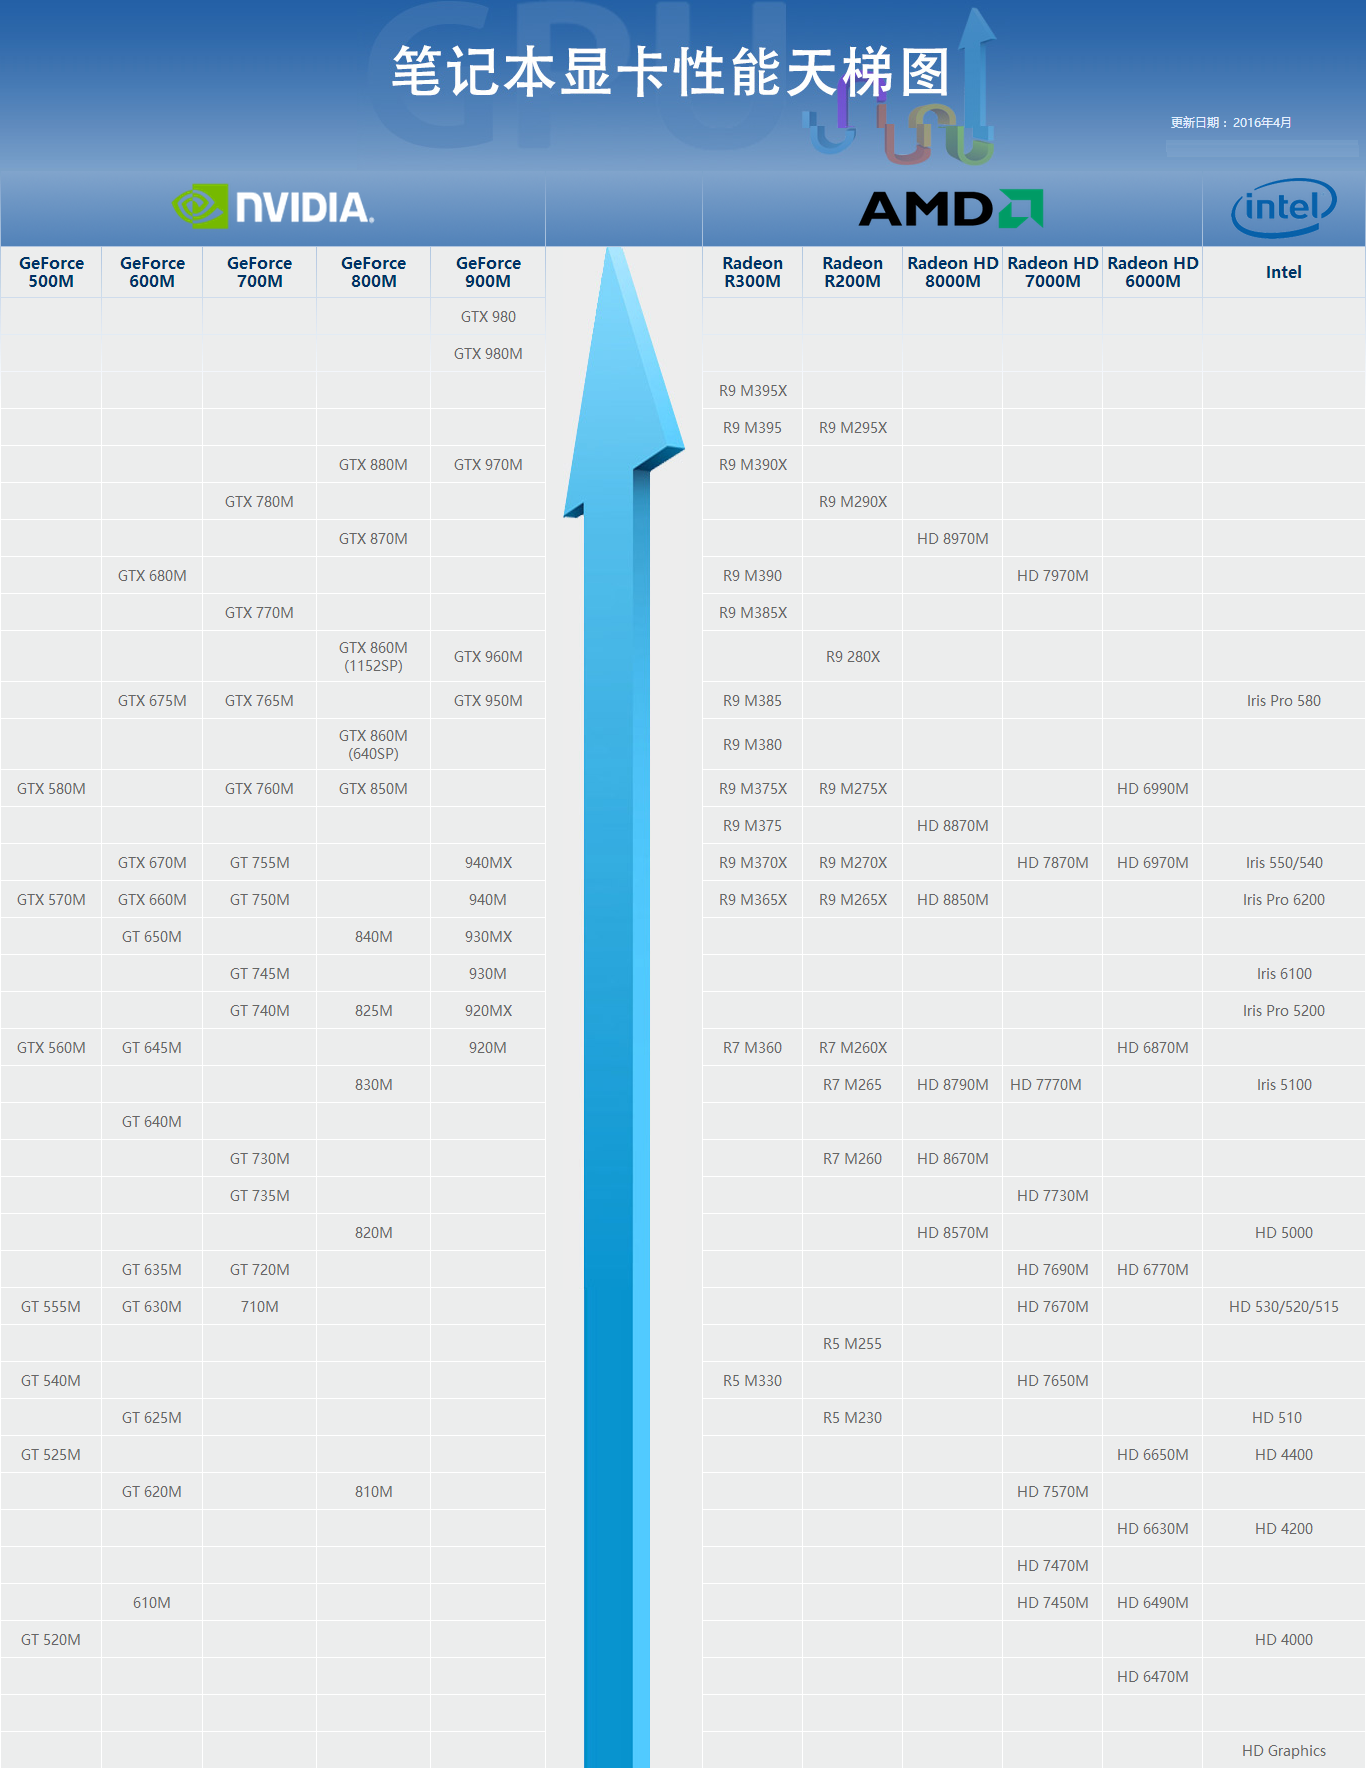 GPU
笔记本显卡性能天梯图
更新日期：2016年4月
NVIDIA.
AMD
intel
GeForce 500M GeForce 600M GeForce 700M GeForce 800M GeForce 900M Radeon R300M Radeon R200M Radeon HD 8000M Radeon HD 7000M Radeon HD 6000M Intel
GTX 980
GTX 980M
R9 M395X
R9 M395 R9 M295X
GTX 880M GTX 970M R9 M390X
GTX 780M R9 M290X
GTX 870M HD 8970M
GTX 680M R9 M390 HD 7970M
GTX 770M R9 M385X
GTX 860M (1152SP) GTX 960M R9 280X
GTX 675M GTX 765M GTX 950M R9 M385 Iris Pro 580
GTX 860M (640SP) R9 M380
GTX 580M GTX 760M GTX 850M R9 M375X R9 M275X HD 6990M
R9 M375 HD 8870M
GTX 670M GT 755M 940MX R9 M370X R9 M270X HD 7870M HD 6970M Iris 550/540
GTX 570M GTX 660M GT 750M 940M R9 M365X R9 M265X HD 8850M Iris Pro 6200
GT 650M 840M 930MX
GT 745M 930M Iris 6100
GT 740M 825M 920MX Iris Pro 5200
GTX 560M GT 645M 920M R7 M360 R7 M260X HD 6870M
830M R7 M265 HD 8790M HD 7770M Iris 5100
GT 640M
GT 730M R7 M260 HD 8670M
GT 735M HD 7730M
820M HD 8570M HD 5000
GT 635M GT 720M HD 7690M HD 6770M
GT 555M GT 630M 710M HD 7670M HD 530/520/515
R5 M255
GT 540M R5 M330 HD 7650M
GT 625M R5 M230 HD 510
GT 525M HD 6650M HD 4400
GT 620M 810M HD 7570M
HD 6630M HD 4200
HD 7470M
610M HD 7450M HD 6490M
GT 520M HD 4000
HD 6470M
HD Graphics